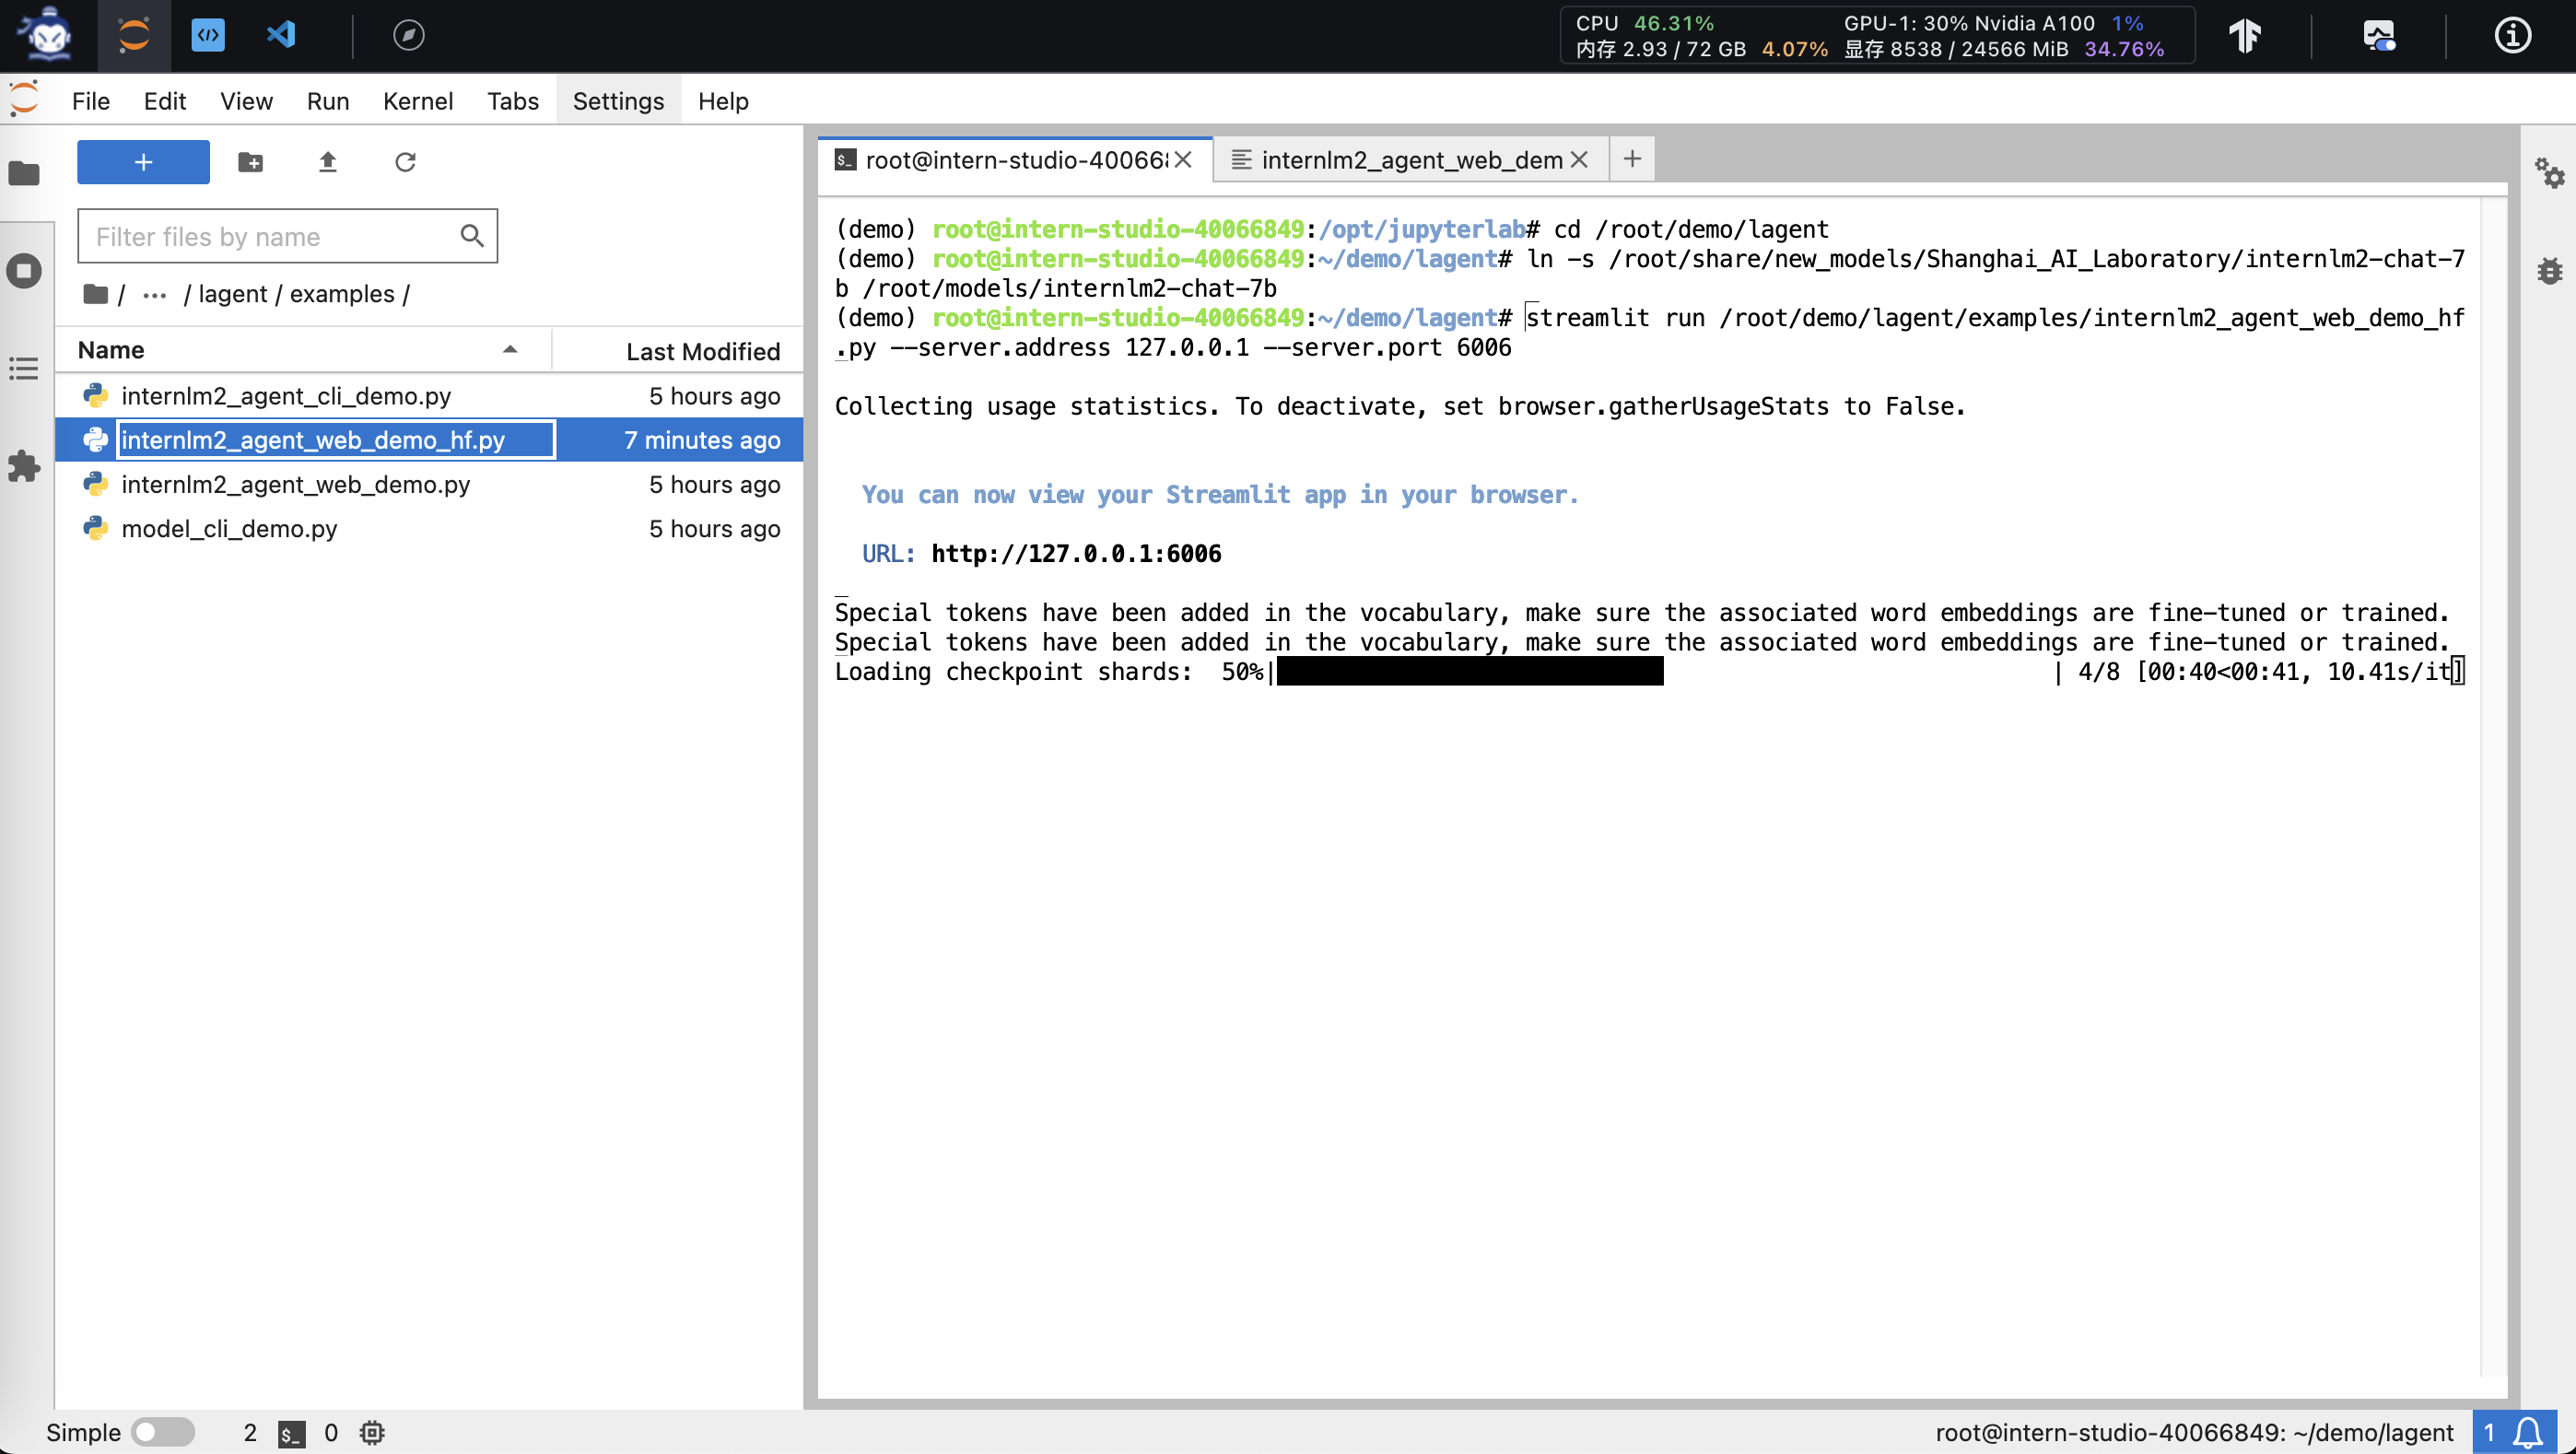 CPU 46.31% GPU-1: 30% Nvidia A100 1%
内存 2.93 / 72 GB 4.07% 显存 8538 / 24566 MiB 34.76%
File Edit View Run Kernel Tabs Settings Help
root@intern-studio-40066
internlm2_agent_web_dem
Filter files by name
/ ··· / lagent / examples /
Name Last Modified
internlm2_agent_cli_demo.py 5 hours ago
internlm2_agent_web_demo_hf.py 7 minutes ago
internlm2_agent_web_demo.py 5 hours ago
model_cli_demo.py 5 hours ago
(demo) root@intern-studio-40066849:/opt/jupyterlab# cd /root/demo/lagent
(demo) root@intern-studio-40066849:~/demo/lagent# ln -s /root/share/new_models/Shanghai_AI_Laboratory/internlm2-chat-7
b /root/models/internlm2-chat-7b
(demo) root@intern-studio-40066849:~/demo/lagent# streamlit run /root/demo/lagent/examples/internlm2_agent_web_demo_hf
.py --server.address 127.0.0.1 --server.port 6006
Collecting usage statistics. To deactivate, set browser.gatherUsageStats to False.
You can now view your Streamlit app in your browser.
URL: http://127.0.0.1:6006
Special tokens have been added in the vocabulary, make sure the associated word embeddings are fine-tuned or trained.
Special tokens have been added in the vocabulary, make sure the associated word embeddings are fine-tuned or trained.
Loading checkpoint shards: 50%| | 4/8 [00:40<00:41, 10.41s/it]
Simple 2 $_ 0
root@intern-studio-40066849: ~/demo/lagent 1